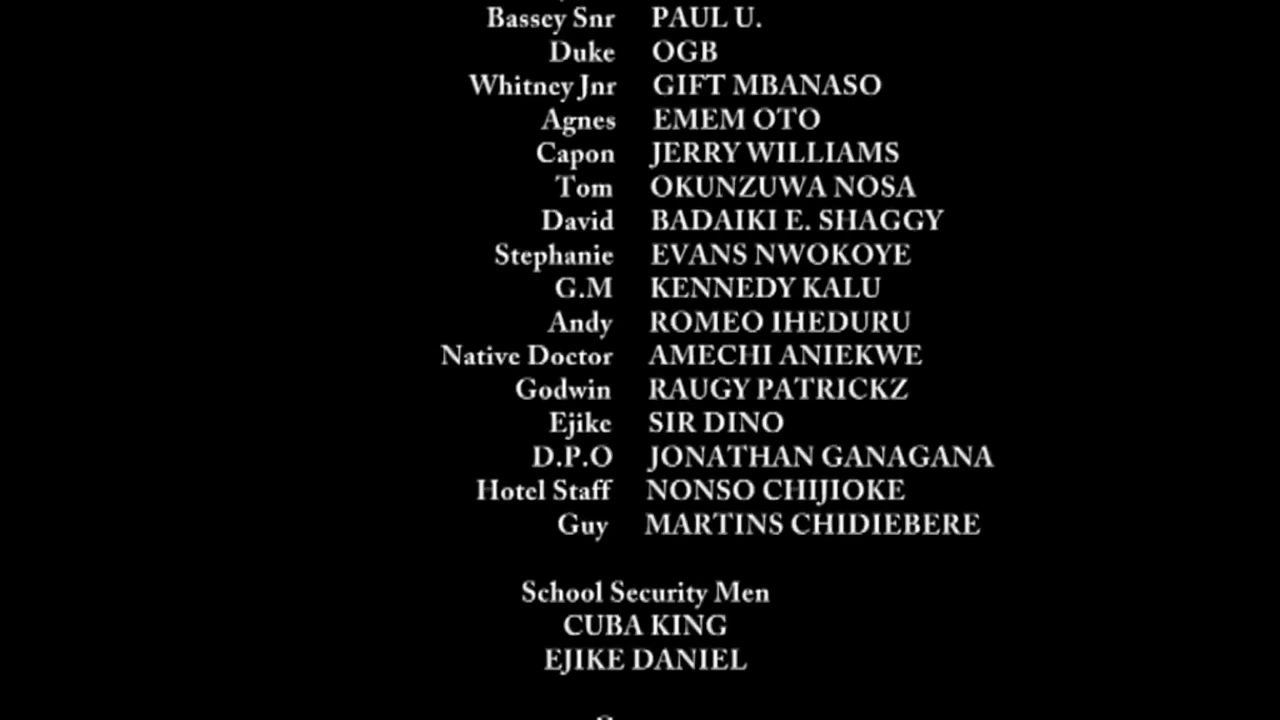 Bassey Snr PAUL U.
Duke OGB
Whitney Jnr GIFT MBANASO
Agnes EMEM OTO
Capon JERRY WILLIAMS
Tom OKUNZUWA NOSA
David BADAIKI E. SHAGGY
Stephanie EVANS NWOKOYE
G.M KENNEDY KALU
Andy ROMEO IHEDURU
Native Doctor AMECHI ANIEKWE
Godwin RAUGY PATRICKZ
Ejike SIR DINO
D.P.O JONATHAN GANAGANA
Hotel Staff NONSO CHIJIOKE
Guy MARTINS CHIDIEBERE
School Security Men
CUBA KING
EJIKE DANIEL